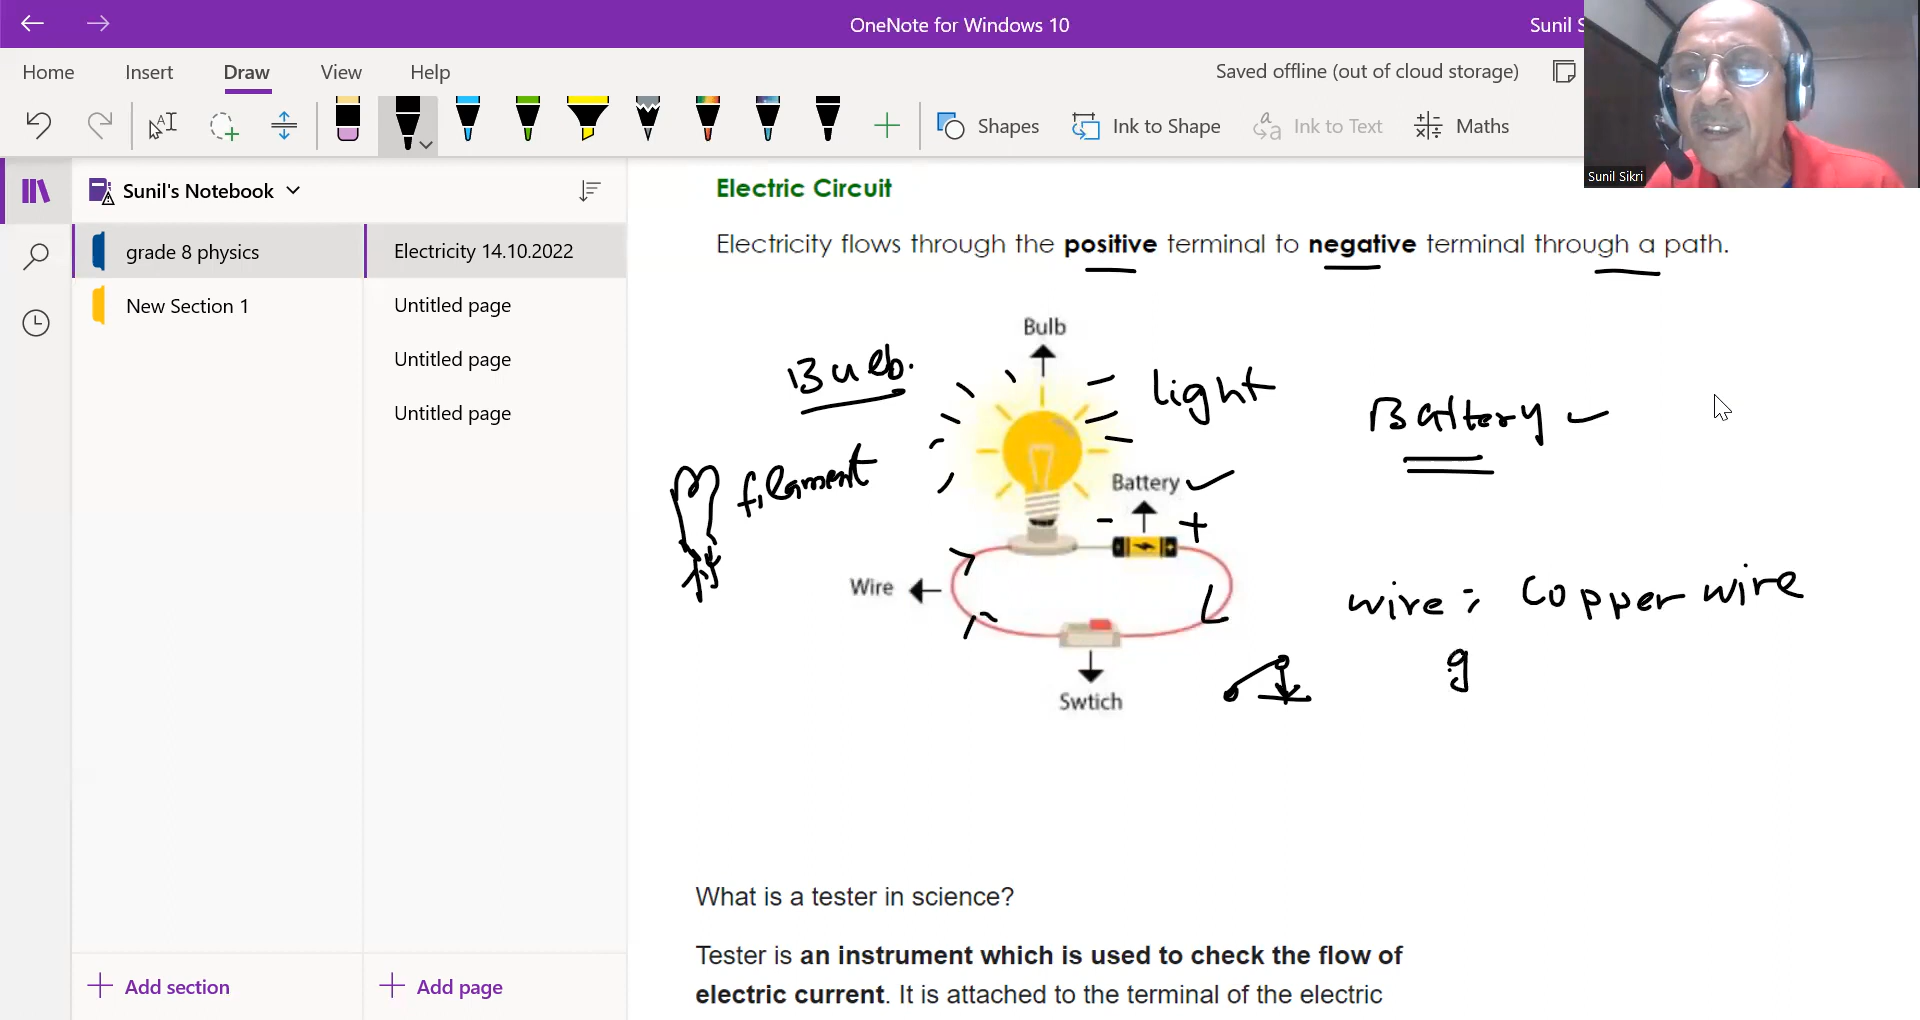 OneNote for Windows 10
Sunil S
Home Insert Draw View Help
Saved offline (out of cloud storage)
Shapes Ink to Shape Ink to Text Maths
Sunil Sikri
Sunil's Notebook
grade 8 physics
New Section 1
Electricity 14.10.2022
Untitled page
Untitled page
Untitled page
Electric Circuit
Electricity flows through the positive terminal to negative terminal through a path.
Bulb
Bulb.
light
Battery
filament
Battery
- +
Wire
wire : copper wire
g
Swtich
What is a tester in science?
Tester is an instrument which is used to check the flow of
electric current. It is attached to the terminal of the electric
Add section
Add page